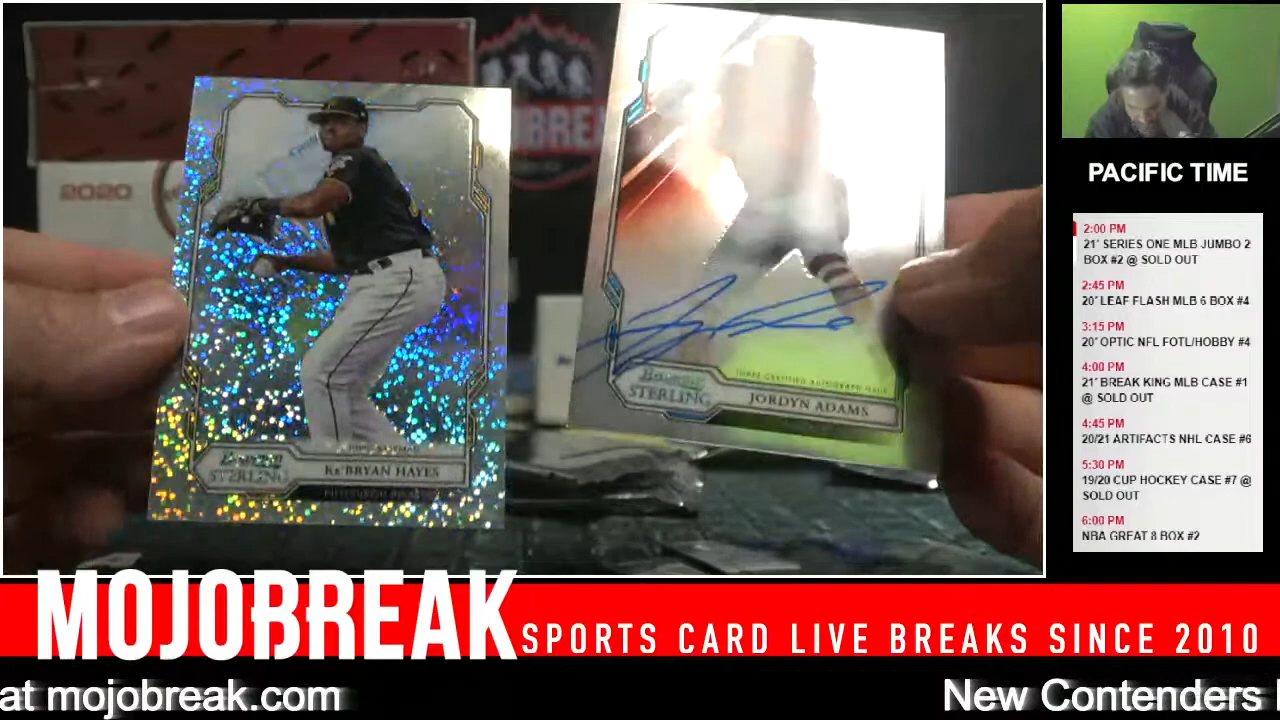 2020
MOJOBREAK
Bowman
STERLING
KE'BRYAN HAYES
TOPPS CERTIFIED AUTOGRAPH ISSUE
Bowman
STERLING
JORDYN ADAMS
PACIFIC TIME
2:00 PM
21' SERIES ONE MLB JUMBO 2
BOX #2 @ SOLD OUT
2:45 PM
20' LEAF FLASH MLB 6 BOX #4
3:15 PM
20' OPTIC NFL FOTL/HOBBY #4
4:00 PM
21' BREAK KING MLB CASE #1
@ SOLD OUT
4:45 PM
20/21 ARTIFACTS NHL CASE #6
5:30 PM
19/20 CUP HOCKEY CASE #7 @
SOLD OUT
6:00 PM
NBA GREAT 8 BOX #2
MOJOBREAK
SPORTS CARD LIVE BREAKS SINCE 2010
at mojobreak.com
New Contenders